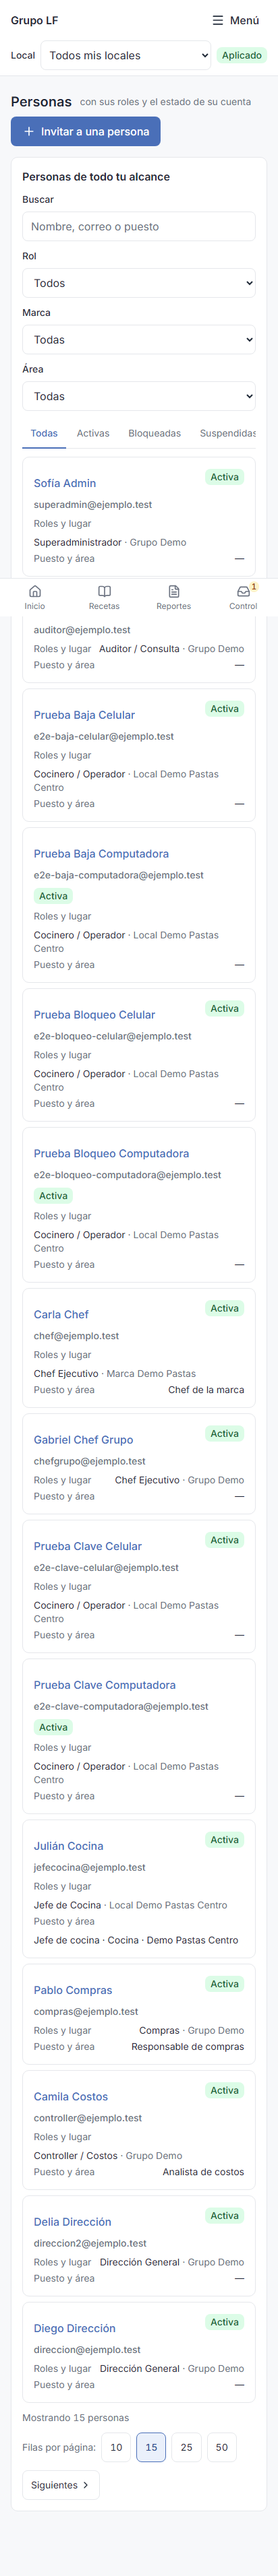 Grupo LF
Menú
Local
Todos mis locales
Aplicado
Personas con sus roles y el estado de su cuenta
Invitar a una persona
Personas de todo tu alcance
Buscar
Nombre, correo o puesto
Rol
Todos
Marca
Todas
Área
Todas
Todas Activas Bloqueadas Suspendidas
Sofía Admin
Activa
superadmin@ejemplo.test
Roles y lugar
Superadministrador · Grupo Demo
Puesto y área —
Inicio Recetas Reportes Control 1
auditor@ejemplo.test
Roles y lugar Auditor / Consulta · Grupo Demo
Puesto y área —
Prueba Baja Celular
Activa
e2e-baja-celular@ejemplo.test
Roles y lugar
Cocinero / Operador · Local Demo Pastas
Centro
Puesto y área —
Prueba Baja Computadora
e2e-baja-computadora@ejemplo.test
Activa
Roles y lugar
Cocinero / Operador · Local Demo Pastas
Centro
Puesto y área —
Prueba Bloqueo Celular
Activa
e2e-bloqueo-celular@ejemplo.test
Roles y lugar
Cocinero / Operador · Local Demo Pastas
Centro
Puesto y área —
Prueba Bloqueo Computadora
e2e-bloqueo-computadora@ejemplo.test
Activa
Roles y lugar
Cocinero / Operador · Local Demo Pastas
Centro
Puesto y área —
Carla Chef
Activa
chef@ejemplo.test
Roles y lugar
Chef Ejecutivo · Marca Demo Pastas
Puesto y área Chef de la marca
Gabriel Chef Grupo
Activa
chefgrupo@ejemplo.test
Roles y lugar Chef Ejecutivo · Grupo Demo
Puesto y área —
Prueba Clave Celular
Activa
e2e-clave-celular@ejemplo.test
Roles y lugar
Cocinero / Operador · Local Demo Pastas
Centro
Puesto y área —
Prueba Clave Computadora
e2e-clave-computadora@ejemplo.test
Activa
Roles y lugar
Cocinero / Operador · Local Demo Pastas
Centro
Puesto y área —
Julián Cocina
Activa
jefecocina@ejemplo.test
Roles y lugar
Jefe de Cocina · Local Demo Pastas Centro
Puesto y área
Jefe de cocina · Cocina · Demo Pastas Centro
Pablo Compras
Activa
compras@ejemplo.test
Roles y lugar Compras · Grupo Demo
Puesto y área Responsable de compras
Camila Costos
Activa
controller@ejemplo.test
Roles y lugar
Controller / Costos · Grupo Demo
Puesto y área Analista de costos
Delia Dirección
Activa
direccion2@ejemplo.test
Roles y lugar Dirección General · Grupo Demo
Puesto y área —
Diego Dirección
Activa
direccion@ejemplo.test
Roles y lugar Dirección General · Grupo Demo
Puesto y área —
Mostrando 15 personas
Filas por página: 10 15 25 50
Siguientes